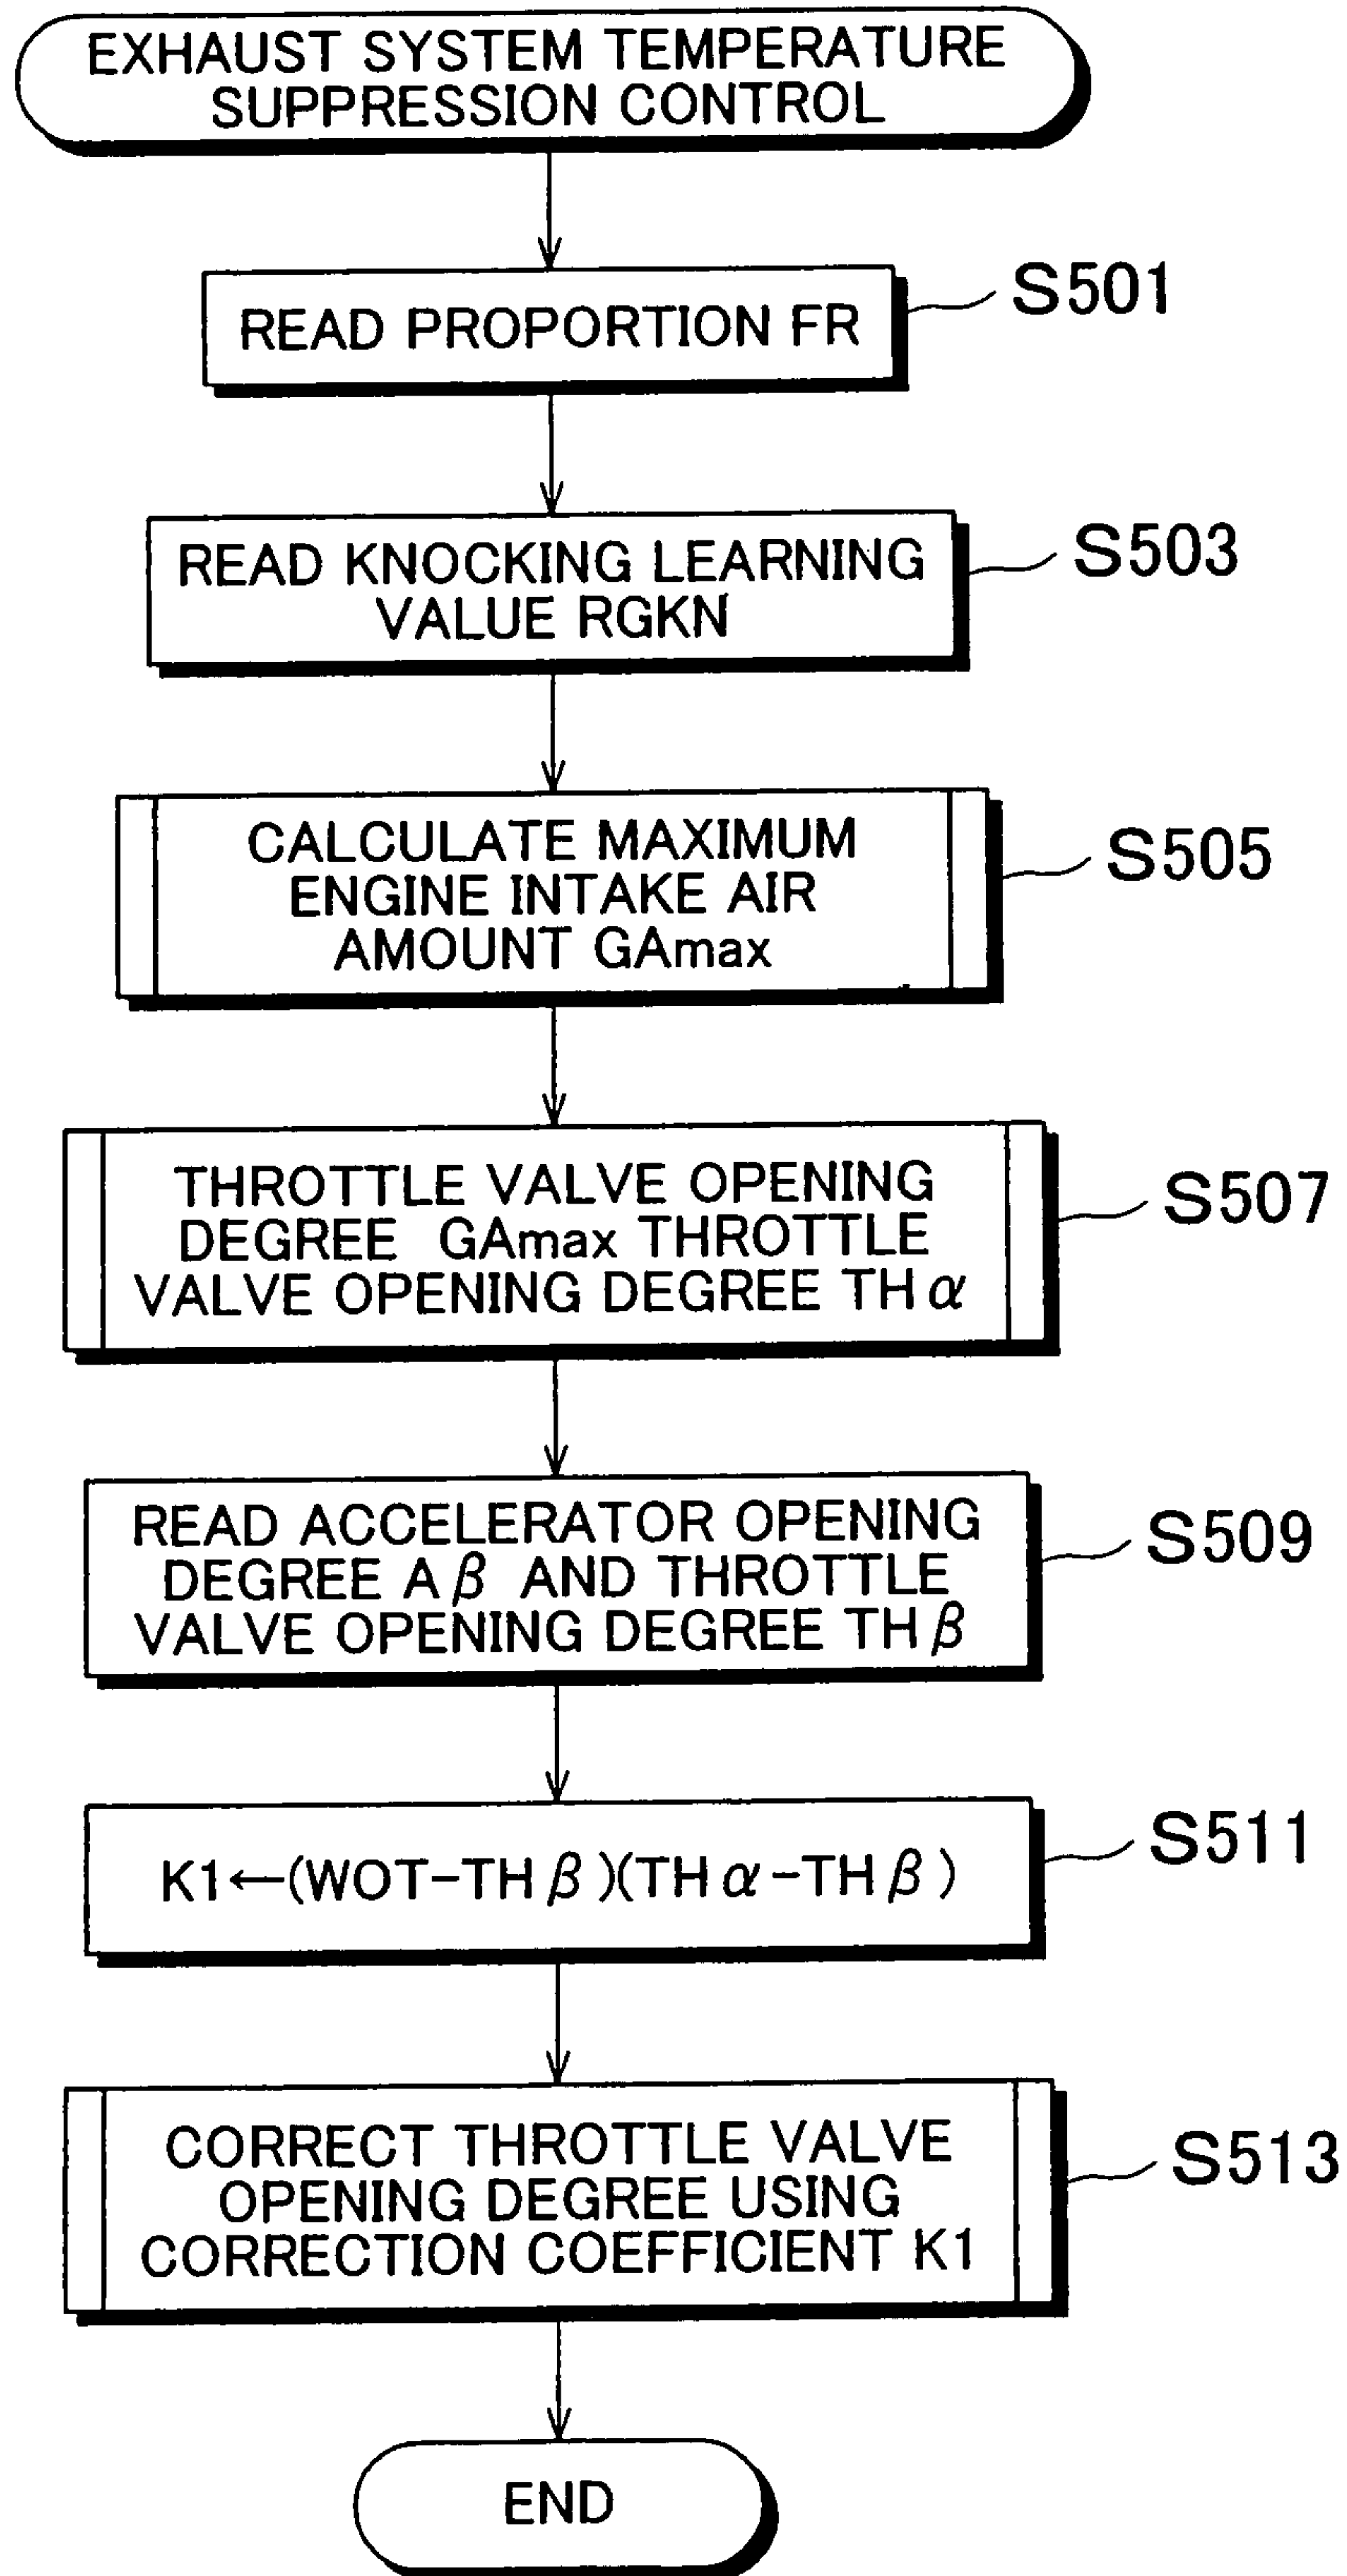 EXHAUST SYSTEM TEMPERATURE
SUPPRESSION CONTROL
READ PROPORTION FR
S501
READ KNOCKING LEARNING
VALUE RGKN
S503
CALCULATE MAXIMUM
ENGINE INTAKE AIR
AMOUNT GAmax
S505
THROTTLE VALVE OPENING
DEGREE GAmax THROTTLE
VALVE OPENING DEGREE THα
S507
READ ACCELERATOR OPENING
DEGREE Aβ AND THROTTLE
VALVE OPENING DEGREE THβ
S509
K1←(WOT-THβ)(THα-THβ)
S511
CORRECT THROTTLE VALVE
OPENING DEGREE USING
CORRECTION COEFFICIENT K1
S513
END